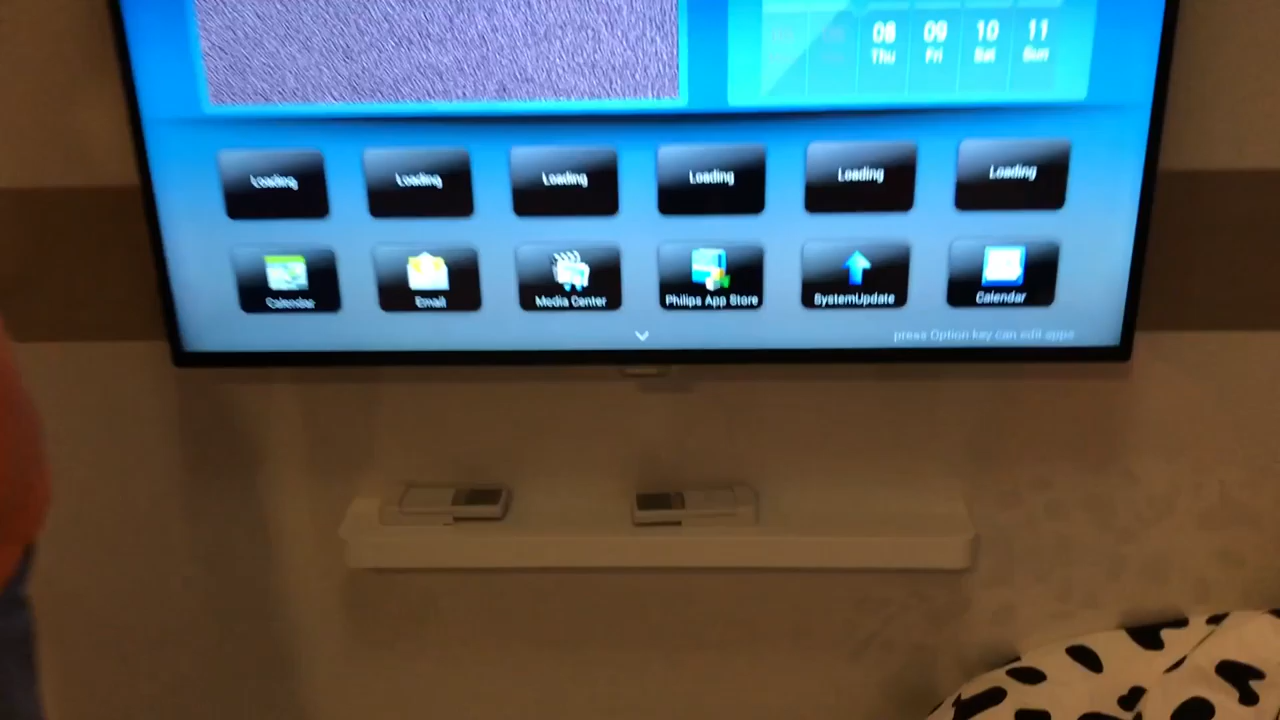 08 09 10 11
Thu Fri Sat Sun
Loading Loading Loading Loading Loading Loading
Calendar Email Media Center Philips App Store SystemUpdate Calendar
press Option key can edit apps